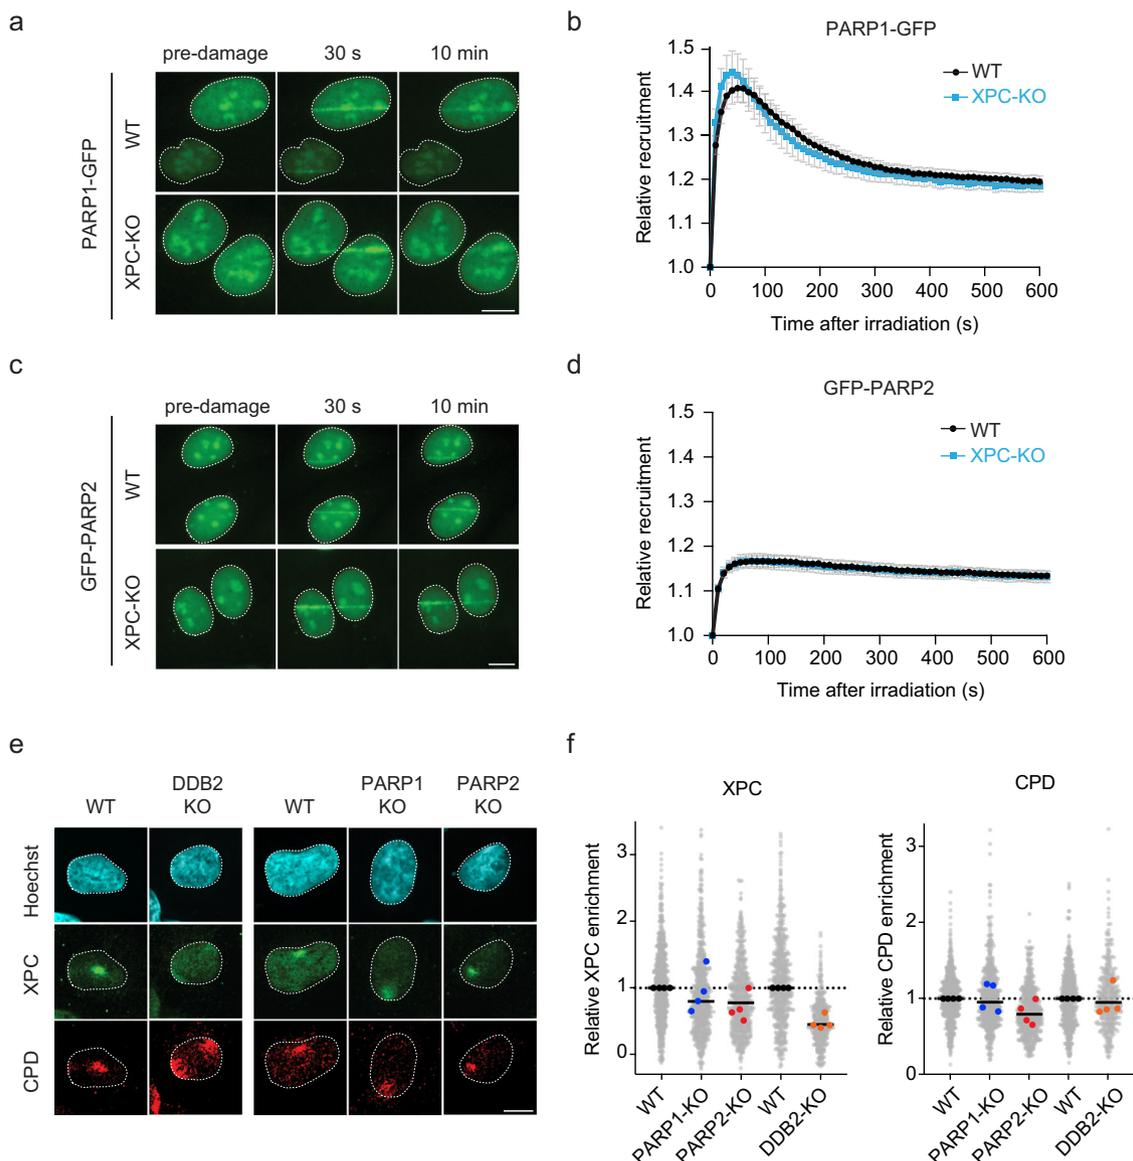 a
pre-damage 30 s 10 min
PARP1-GFP
WT
XPC-KO
b
PARP1-GFP
WT
XPC-KO
Relative recruitment
1.5
1.4
1.3
1.2
1.1
1.0
0 100 200 300 400 500 600
Time after irradiation (s)
c
pre-damage 30 s 10 min
GFP-PARP2
WT
XPC-KO
d
GFP-PARP2
WT
XPC-KO
Relative recruitment
1.5
1.4
1.3
1.2
1.1
1.0
0 100 200 300 400 500 600
Time after irradiation (s)
e
WT DDB2 KO WT PARP1 KO PARP2 KO
Hoechst
XPC
CPD
f
XPC
Relative XPC enrichment
3
2
1
0
WT PARP1-KO PARP2-KO WT DDB2-KO
CPD
Relative CPD enrichment
3
2
1
0
WT PARP1-KO PARP2-KO WT DDB2-KO